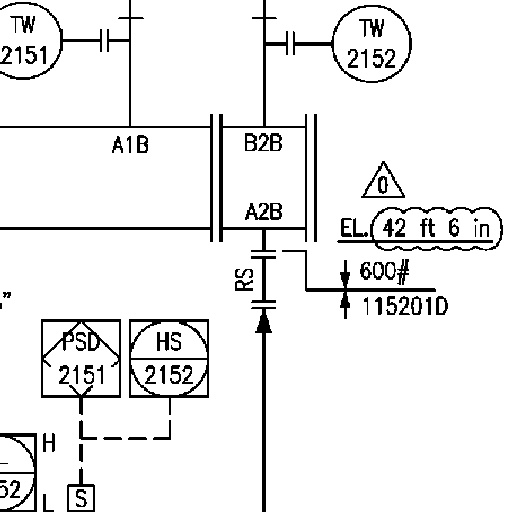 TW
2151
TW
2152
A1B
B2B
0
A2B
EL. 42 ft 6 in
RS
600#
"
115201D
PSD
2151
HS
2152
H
52
L
S